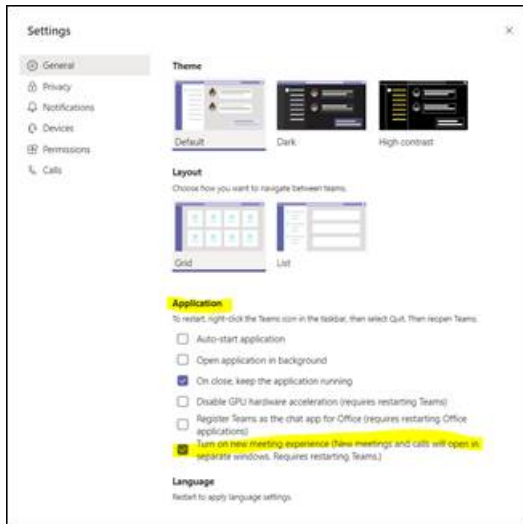 Settings
General
Privacy
Notifications
Devices
Permissions
Calls
Theme
Default
Dark
High contrast
Layout
Choose how you want to navigate between teams.
Grid
List
Application
To restart, right-click the Teams icon in the taskbar, then select Quit. Then reopen Teams.
Auto-start application
Open application in background
On close, keep the application running
Disable GPU hardware acceleration (requires restarting Teams)
Register Teams as the chat app for Office (requires restarting Office
applications)
Turn on new meeting experience (New meetings and calls will open in
separate windows. Requires restarting Teams.)
Language
Restart to apply language settings.